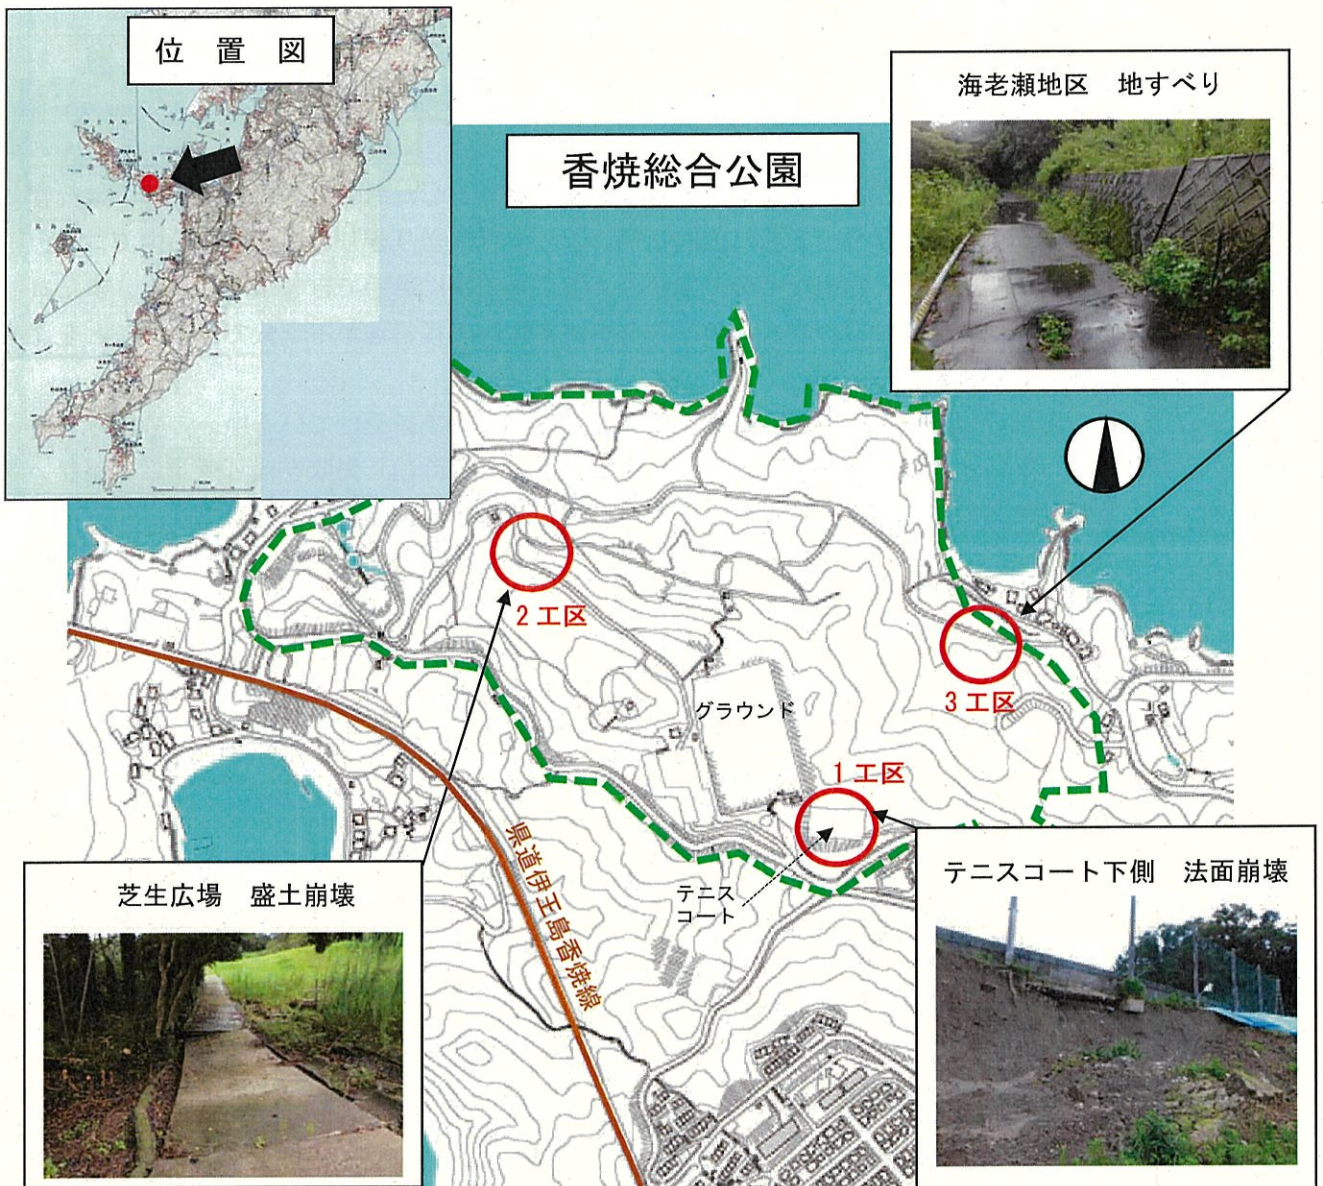 位 置 図
香焼総合公園
海老瀬地区 地すべり
2工区
3工区
グラウンド
1工区
テニス
コート
県道伊王島香焼線
芝生広場 盛土崩壊
テニスコート下側 法面崩壊